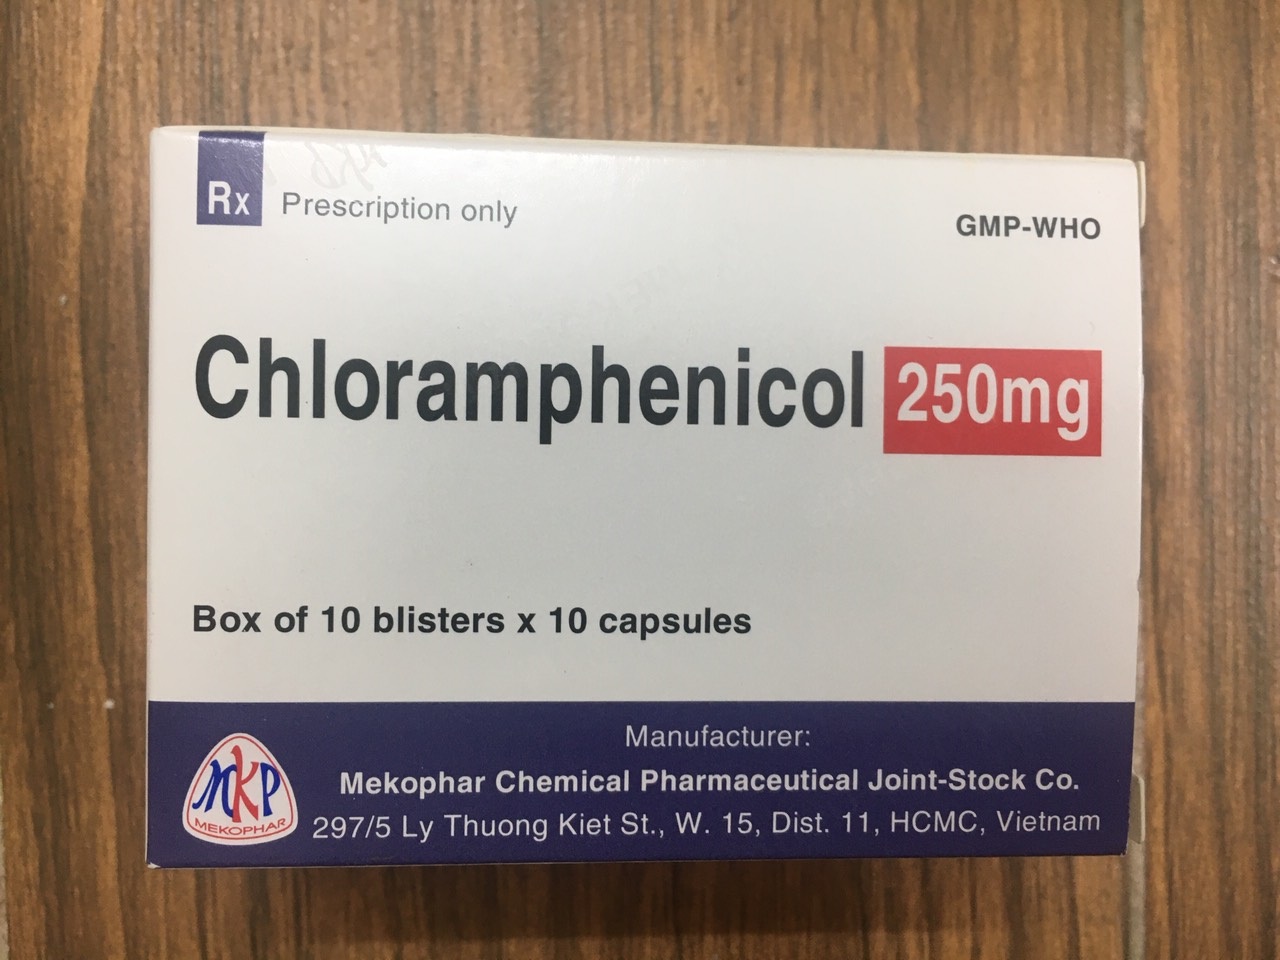 Rx Prescription only
GMP-WHO
Chloramphenicol 250mg
Box of 10 blisters x 10 capsules
Manufacturer:
Mekophar Chemical Pharmaceutical Joint-Stock Co.
297/5 Ly Thuong Kiet St., W. 15, Dist. 11, HCMC, Vietnam
MKP
MEKOPHAR